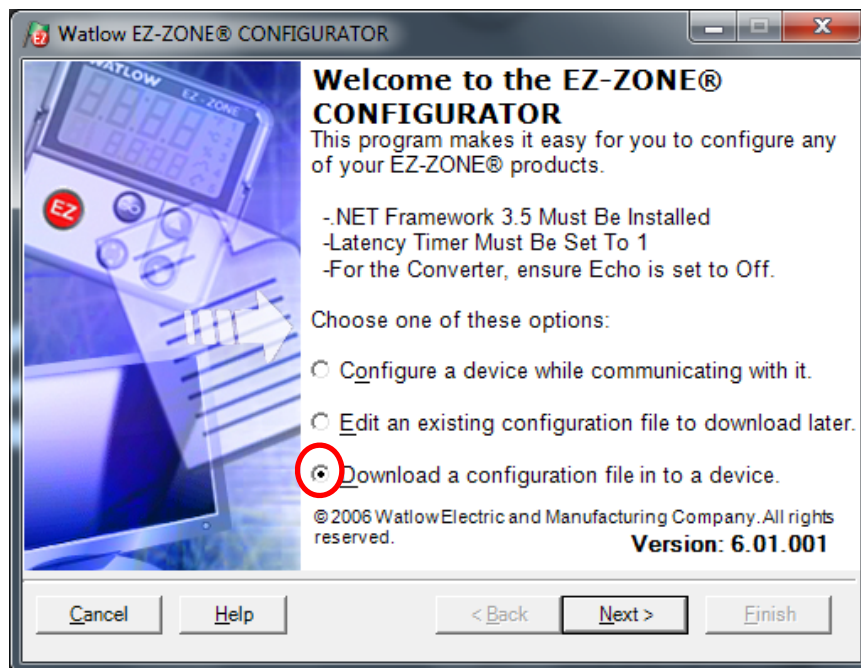 Watlow EZ-ZONE® CONFIGURATOR
WATLOW
EZ-ZONE
EZ
Welcome to the EZ-ZONE®
CONFIGURATOR
This program makes it easy for you to configure any
of your EZ-ZONE® products.
-.NET Framework 3.5 Must Be Installed
-Latency Timer Must Be Set To 1
-For the Converter, ensure Echo is set to Off.
Choose one of these options:
Configure a device while communicating with it.
Edit an existing configuration file to download later.
Download a configuration file in to a device.
©2006 Watlow Electric and Manufacturing Company. All rights
reserved.
Version: 6.01.001
Cancel
Help
< Back
Next >
Finish